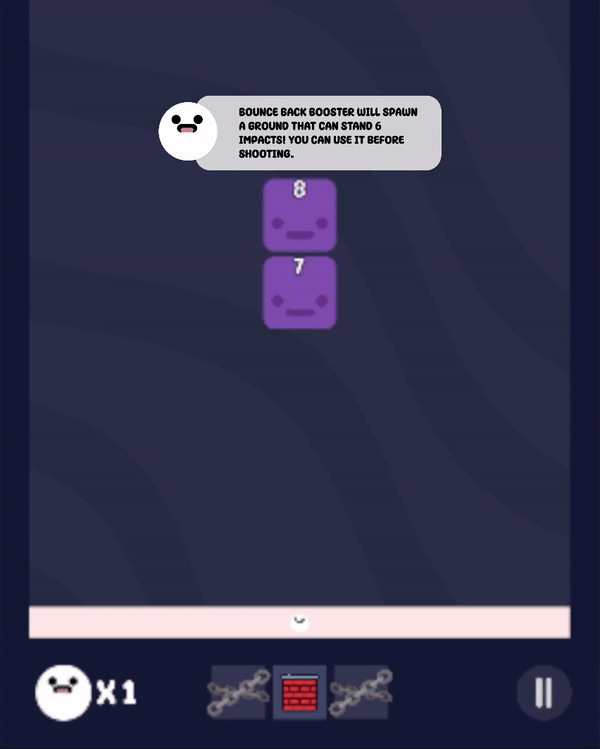 BOUNCE BACK BOOSTER WILL SPAWN
A GROUND THAT CAN STAND 6
IMPACTS! YOU CAN USE IT BEFORE
SHOOTING.
8
7
X1